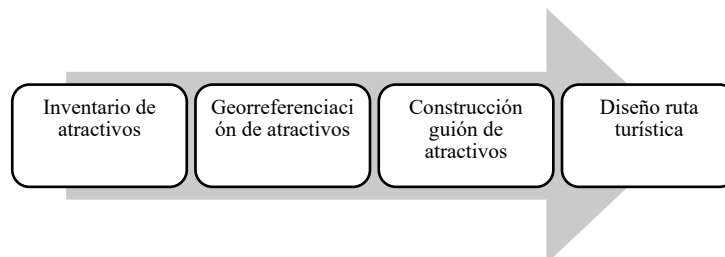 Inventario de
atractivos
Georreferenciaci
ón de atractivos
Construcción
guión de
atractivos
Diseño ruta
turística